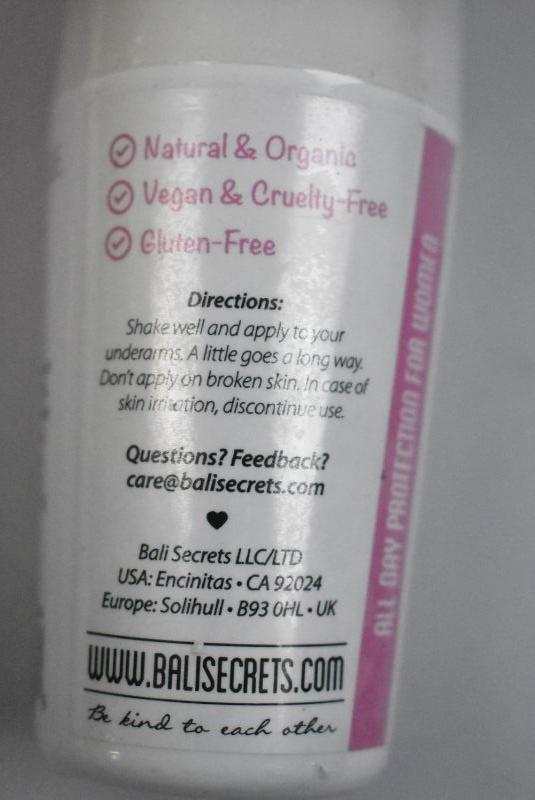 Natural & Organic
Vegan & Cruelty-Free
Gluten-Free
Directions:
Shake well and apply to your
underarms. A little goes a long way.
Don't apply on broken skin. In case of
skin irritation, discontinue use.
Questions? Feedback?
care@balisecrets.com
Bali Secrets LLC/LTD
USA: Encinitas • CA 92024
Europe: Solihull • B93 0HL • UK
WWW.BALISECRETS.COM
Be kind to each other
ALL DAY PROTECTION FOR WOMEN